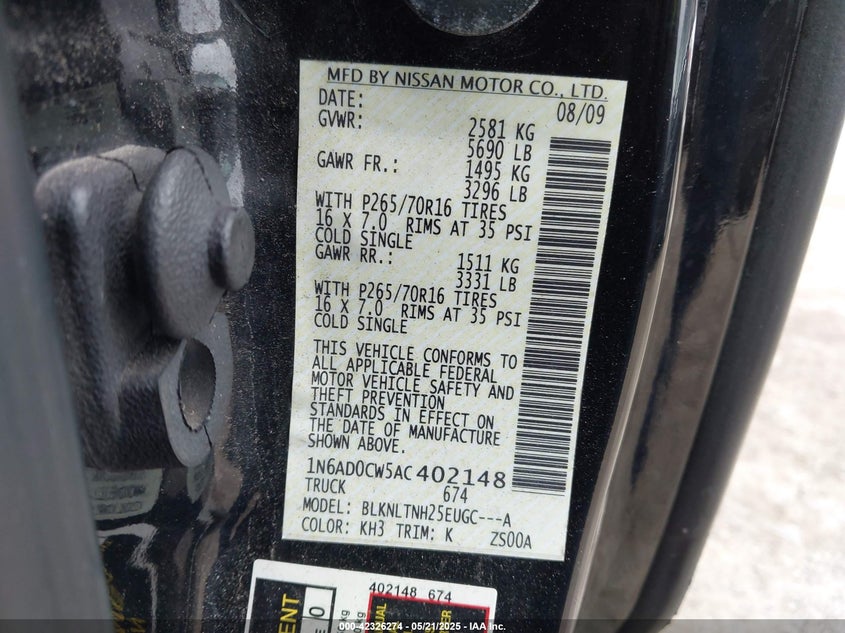 MFD BY NISSAN MOTOR CO., LTD.
DATE: 08/09
GVWR: 2581 KG
5690 LB
GAWR FR.: 1495 KG
3296 LB
WITH P265/70R16 TIRES
16 X 7.0 RIMS AT 35 PSI
COLD SINGLE
GAWR RR.: 1511 KG
3331 LB
WITH P265/70R16 TIRES
16 X 7.0 RIMS AT 35 PSI
COLD SINGLE
THIS VEHICLE CONFORMS TO
ALL APPLICABLE FEDERAL
MOTOR VEHICLE SAFETY AND
THEFT PREVENTION
STANDARDS IN EFFECT ON
THE DATE OF MANUFACTURE
SHOWN ABOVE.
1N6AD0CW5AC402148
TRUCK 674
MODEL: BLKNLTNH25EUGC---A
COLOR: KH3 TRIM: K ZS00A
402148 674
000-42326274 - 05/21/2025 - IAA Inc.